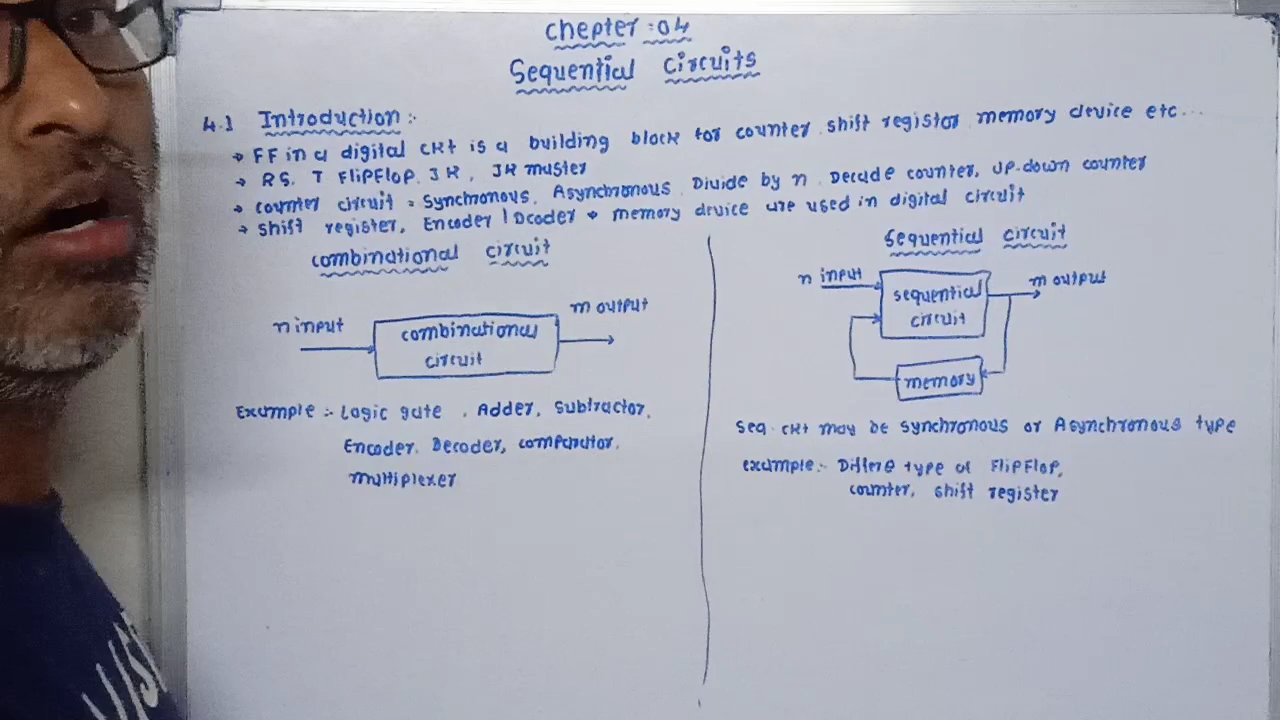 Chepter :04
Sequential Circuits
4.1 Introduction :-
→ FF in a digital CKt is a building block for counter, shift registor memory device etc...
→ RS, T FlipFlop, JK, JK muster
→ counter circuit = Synchronous, Asynchronous, Divide by n, Decade counter, UP-down counter
→ shift register, Encoder | Dcoder + memory device are used in digital circuit
combinational circuit
n input
combinational
circuit
m output
Example :- Logic gate , Adder, Subtractor,
Encoder, Decoder, comparator,
multiplexer
Sequential circuit
n input
sequential
circuit
m output
memory
Seq. CKt may be Synchronous or Asynchronous type
example:- Differe type of FlipFlop,
counter, shift register